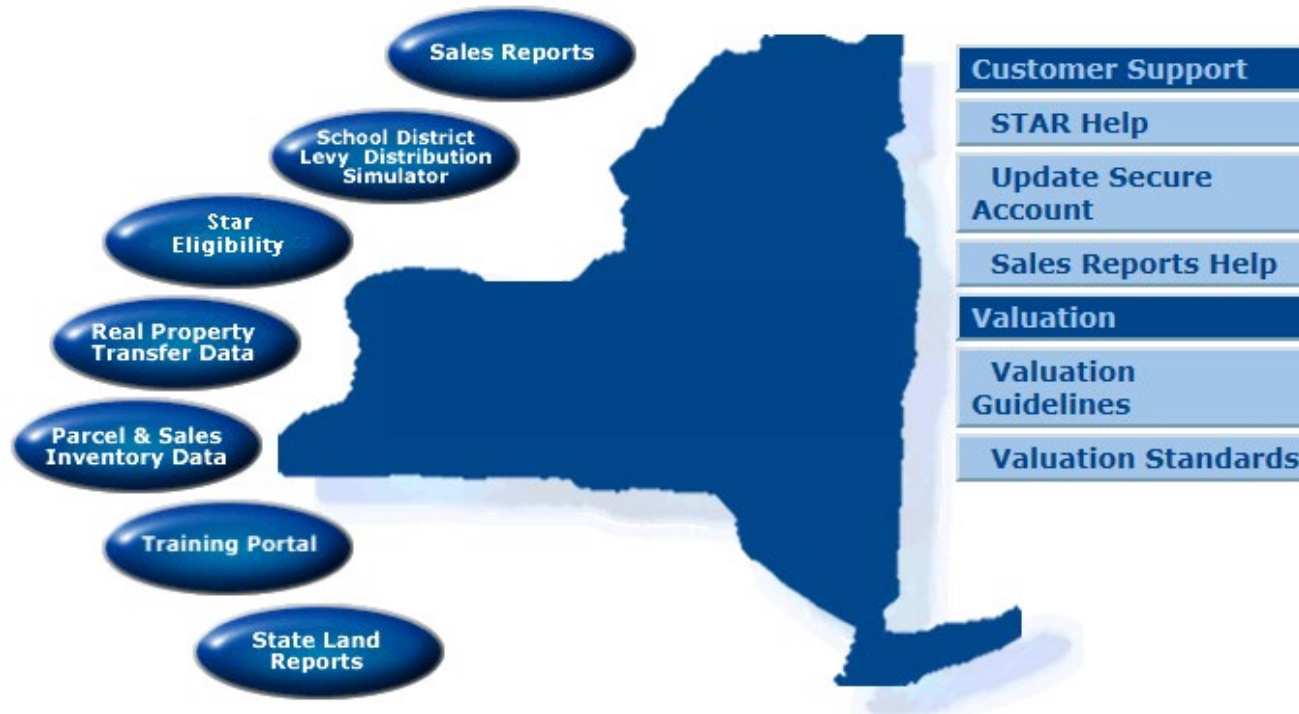 Sales Reports
School District
Levy Distribution
Simulator
Star
Eligibility
Real Property
Transfer Data
Parcel & Sales
Inventory Data
Training Portal
State Land
Reports
Customer Support
STAR Help
Update Secure
Account
Sales Reports Help
Valuation
Valuation
Guidelines
Valuation Standards